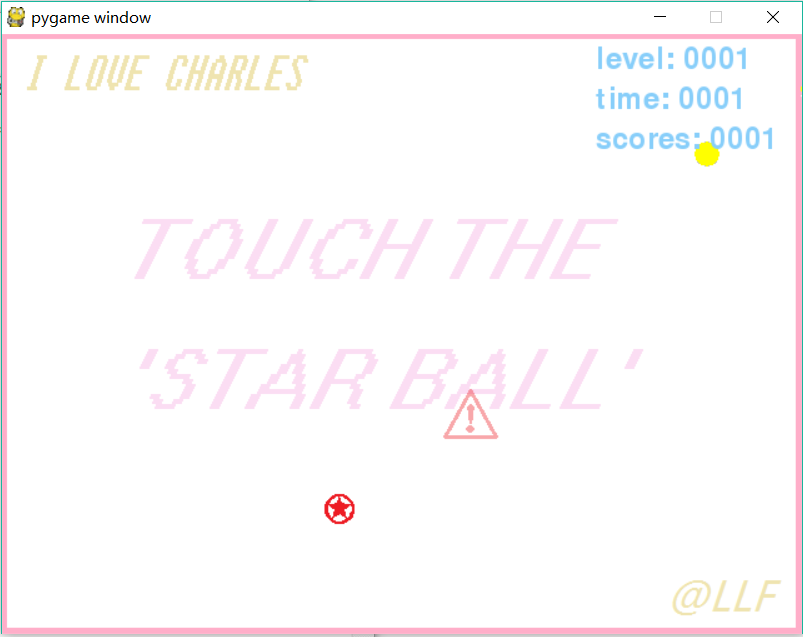 pygame window
I LOVE CHARLES
level: 0001
time: 0001
scores: 0001
TOUCH THE
'STAR BALL'
@LLF